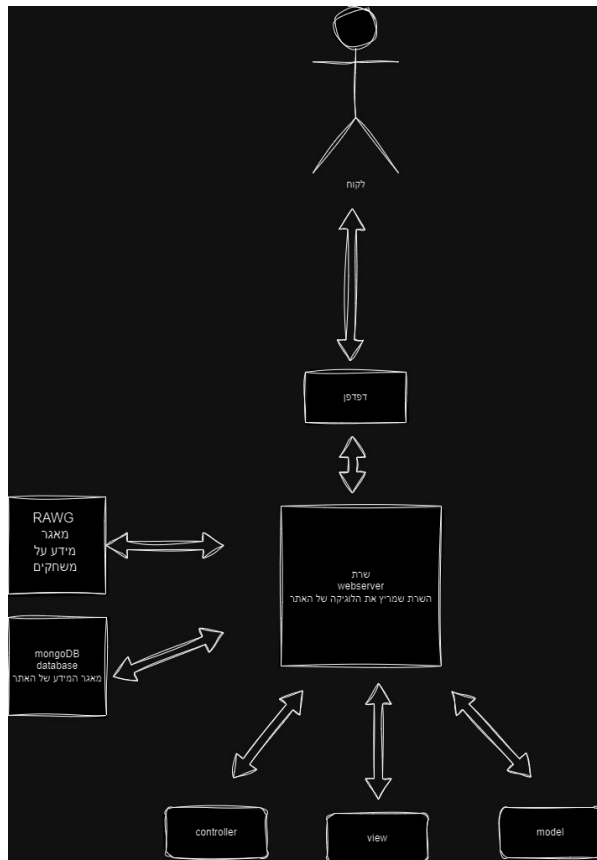 לקוח
דפדפן
RAWG
מאגר
מידע על
משחקים
שרת
webserver
השרת שמריץ את הלוגיקה של האתר
mongoDB
database
מאגר המידע של האתר
controller
view
model